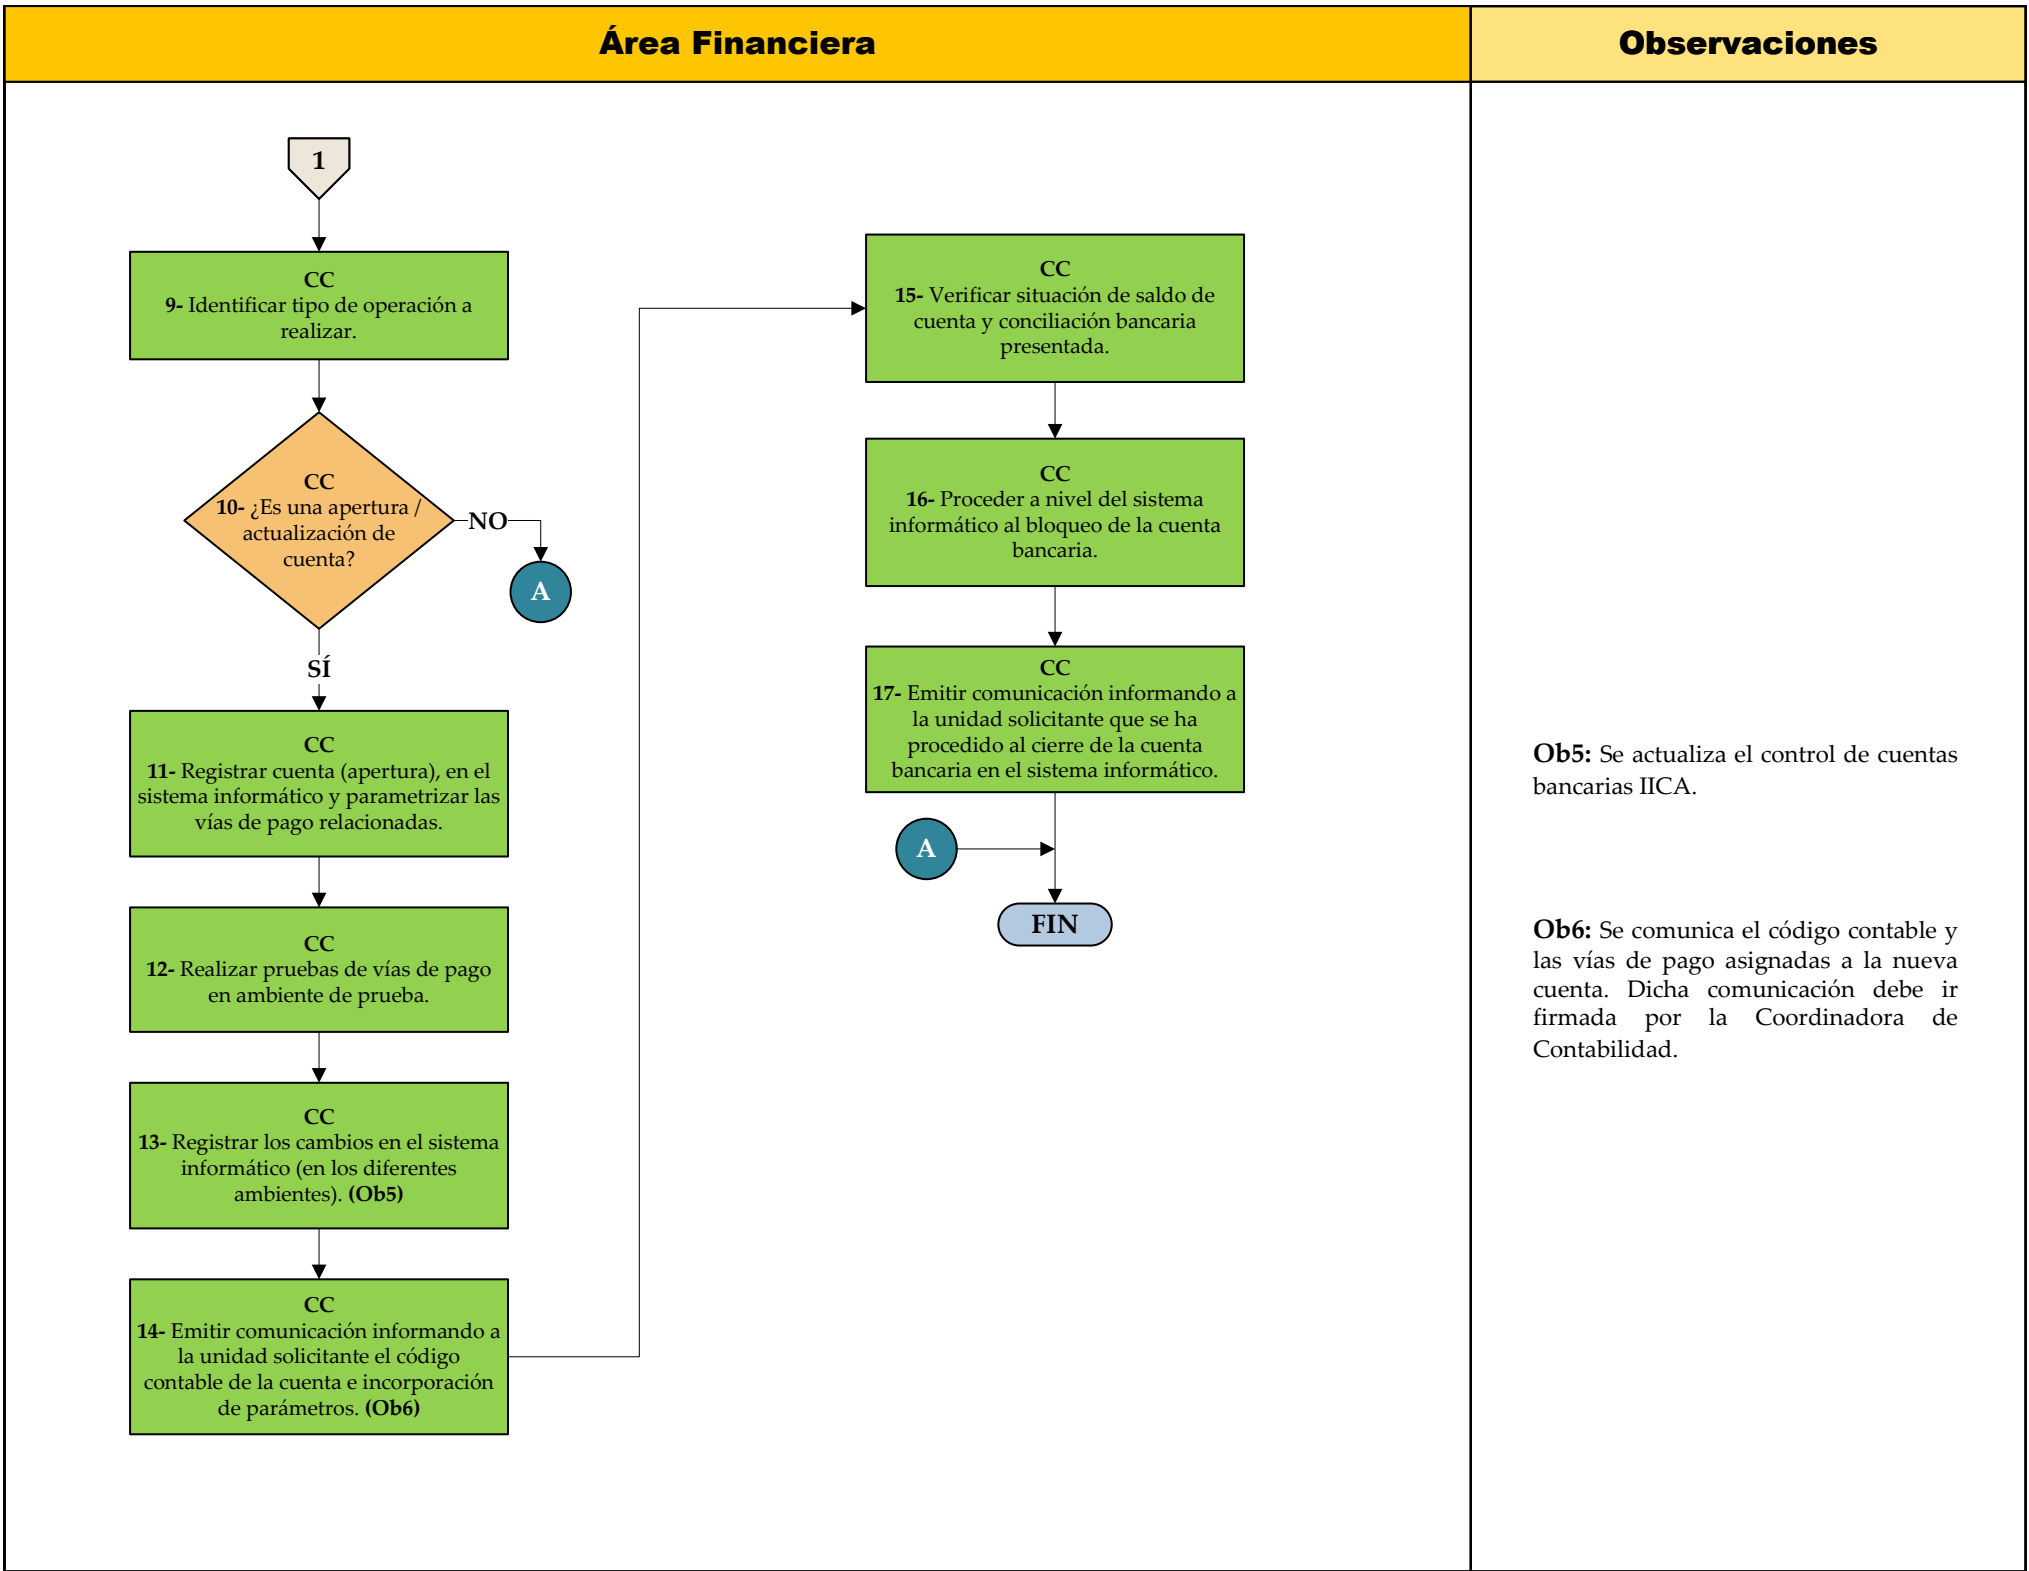 Área Financiera
Observaciones
1
CC
9- Identificar tipo de operación a
realizar.
CC
10- ¿Es una apertura /
actualización de
cuenta?
NO
A
SÍ
CC
11- Registrar cuenta (apertura), en el
sistema informático y parametrizar las
vías de pago relacionadas.
CC
12- Realizar pruebas de vías de pago
en ambiente de prueba.
CC
13- Registrar los cambios en el sistema
informático (en los diferentes
ambientes). (Ob5)
CC
14- Emitir comunicación informando a
la unidad solicitante el código
contable de la cuenta e incorporación
de parámetros. (Ob6)
CC
15- Verificar situación de saldo de
cuenta y conciliación bancaria
presentada.
CC
16- Proceder a nivel del sistema
informático al bloqueo de la cuenta
bancaria.
CC
17- Emitir comunicación informando a
la unidad solicitante que se ha
procedido al cierre de la cuenta
bancaria en el sistema informático.
A
FIN
Ob5: Se actualiza el control de cuentas
bancarias IICA.
Ob6: Se comunica el código contable y
las vías de pago asignadas a la nueva
cuenta. Dicha comunicación debe ir
firmada por la Coordinadora de
Contabilidad.